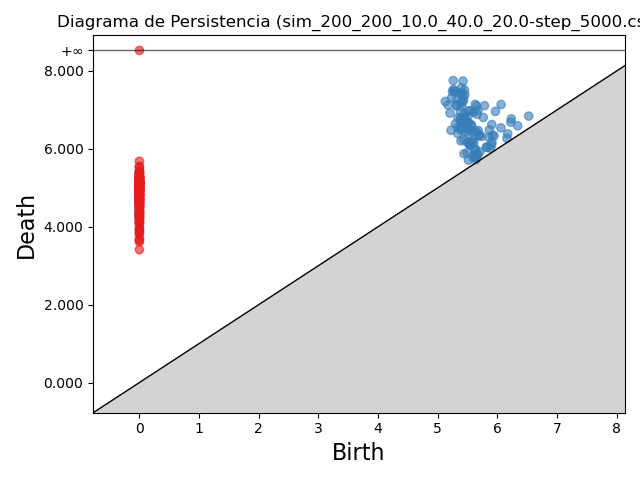 Diagrama de Persistencia (sim_200_200_10.0_40.0_20.0-step_5000.cs
+∞
8.000
6.000
4.000
2.000
0.000
Death
0 1 2 3 4 5 6 7 8
Birth